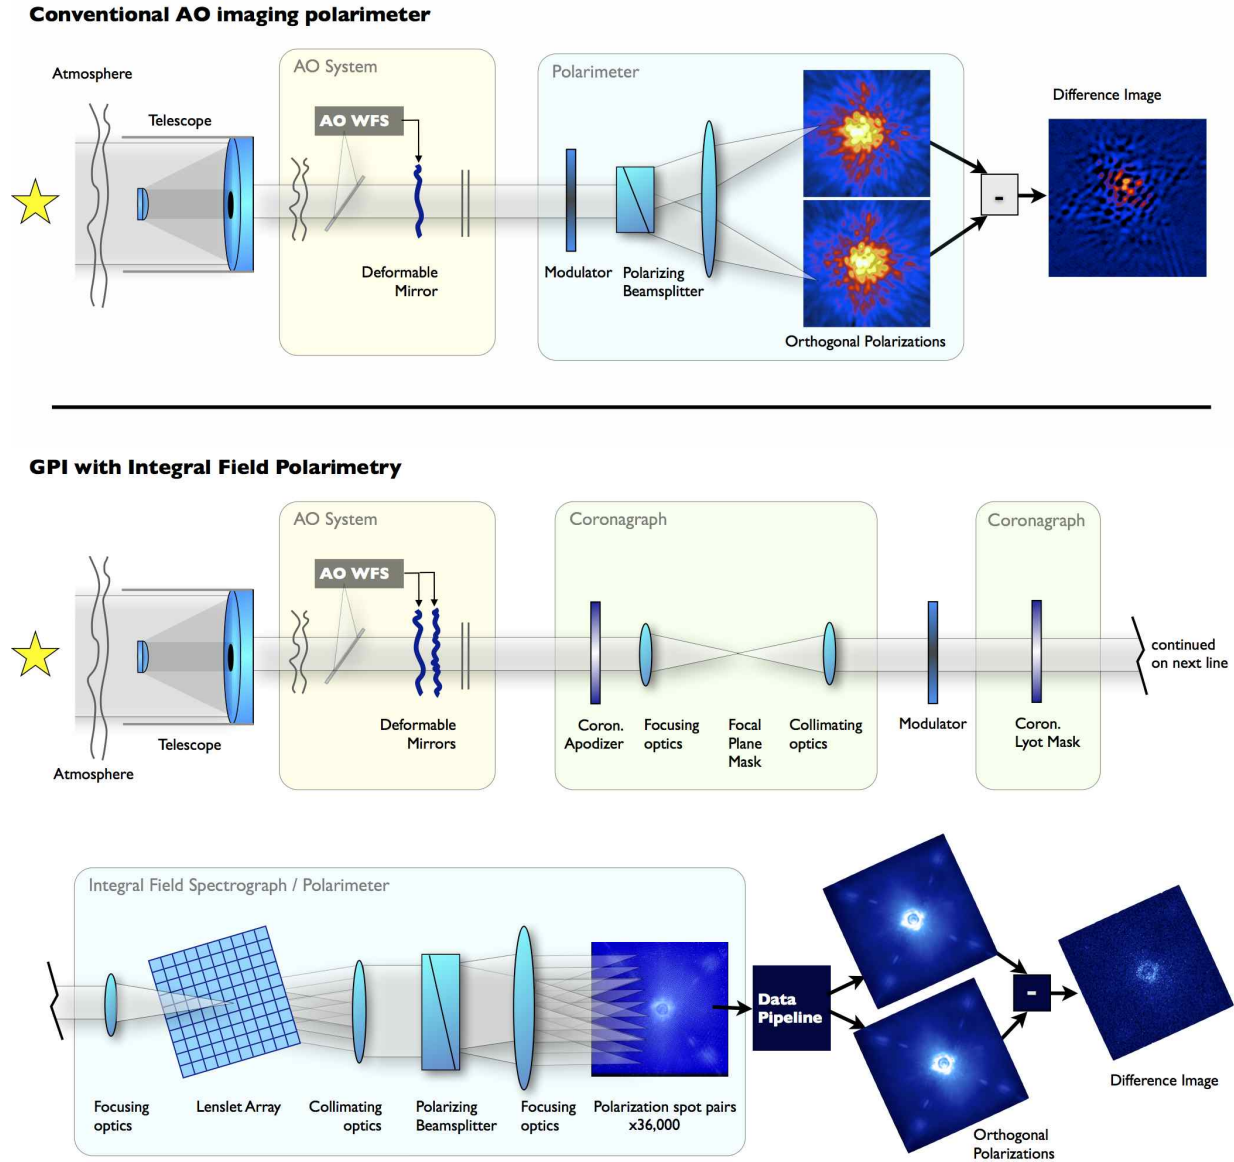 Conventional AO imaging polarimeter
Atmosphere
Telescope
AO System
AO WFS
Deformable
Mirror
Polarimeter
Modulator
Polarizing
Beamsplitter
Orthogonal Polarizations
-
Difference Image
GPI with Integral Field Polarimetry
Atmosphere
Telescope
AO System
AO WFS
Deformable
Mirrors
Coronagraph
Coron.
Apodizer
Focusing
optics
Focal
Plane
Mask
Collimating
optics
Modulator
Coronagraph
Coron.
Lyot Mask
continued
on next line
Integral Field Spectrograph / Polarimeter
Focusing
optics
Lenslet Array
Collimating
optics
Polarizing
Beamsplitter
Focusing
optics
Polarization spot pairs
x36,000
Data
Pipeline
Orthogonal
Polarizations
-
Difference Image